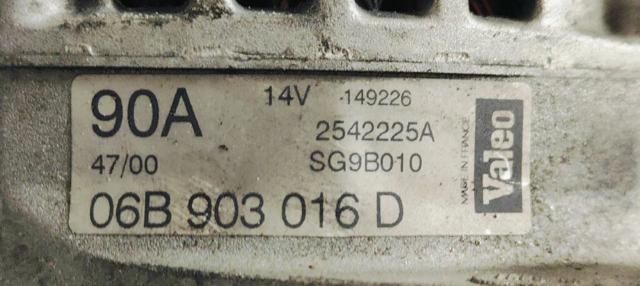 90A 14V -149226
2542225A
47/00 SG9B010
06B 903 016 D
MADE IN FRANCE
Valeo